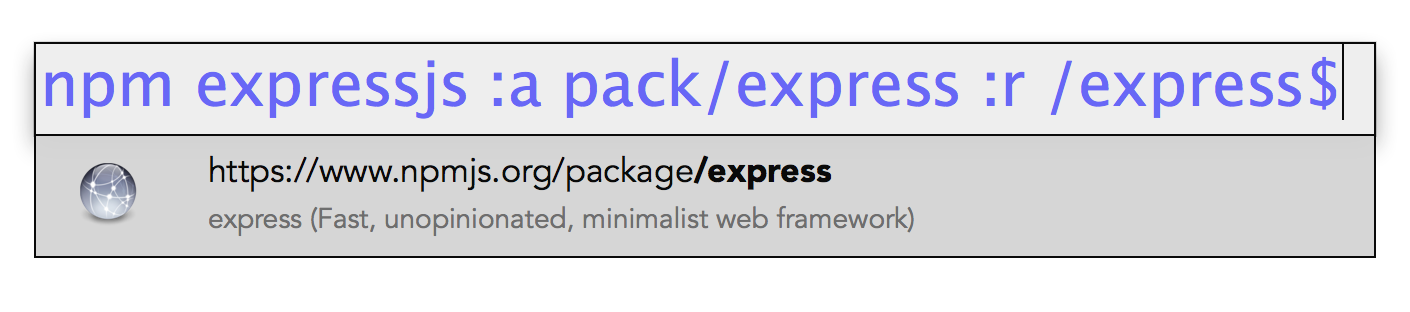 npm expressjs :a pack/express :r /express$
https://www.npmjs.org/package/express
express (Fast, unopinionated, minimalist web framework)